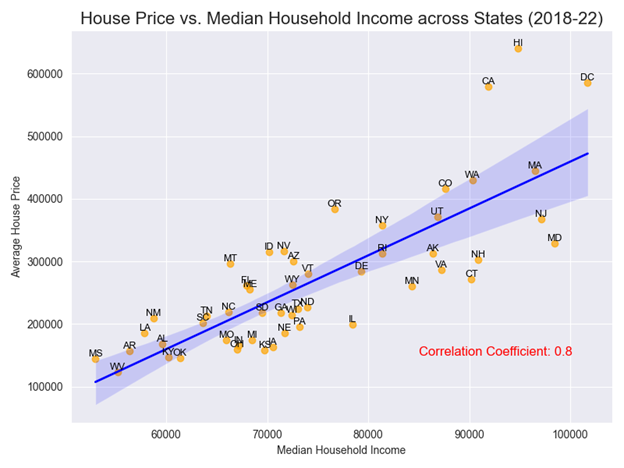 House Price vs. Median Household Income across States (2018-22)
HI
CA
DC
600000
500000
MA
WA
CO
400000
OR
UT
NJ
NY
MD
ID NV
RI
AK
NH
300000
MT
AZ
VT
DE
VA
CT
WY
MN
FL
ME
NM
TN
NC
SD
GA
TX
ND
WI
SC
PA
IL
200000
LA
NE
AL
MO
MI
AR
IN
OH
IA
KS
MS
KY
OK
WV
Correlation Coefficient: 0.8
100000
Average House Price
60000 70000 80000 90000 100000
Median Household Income